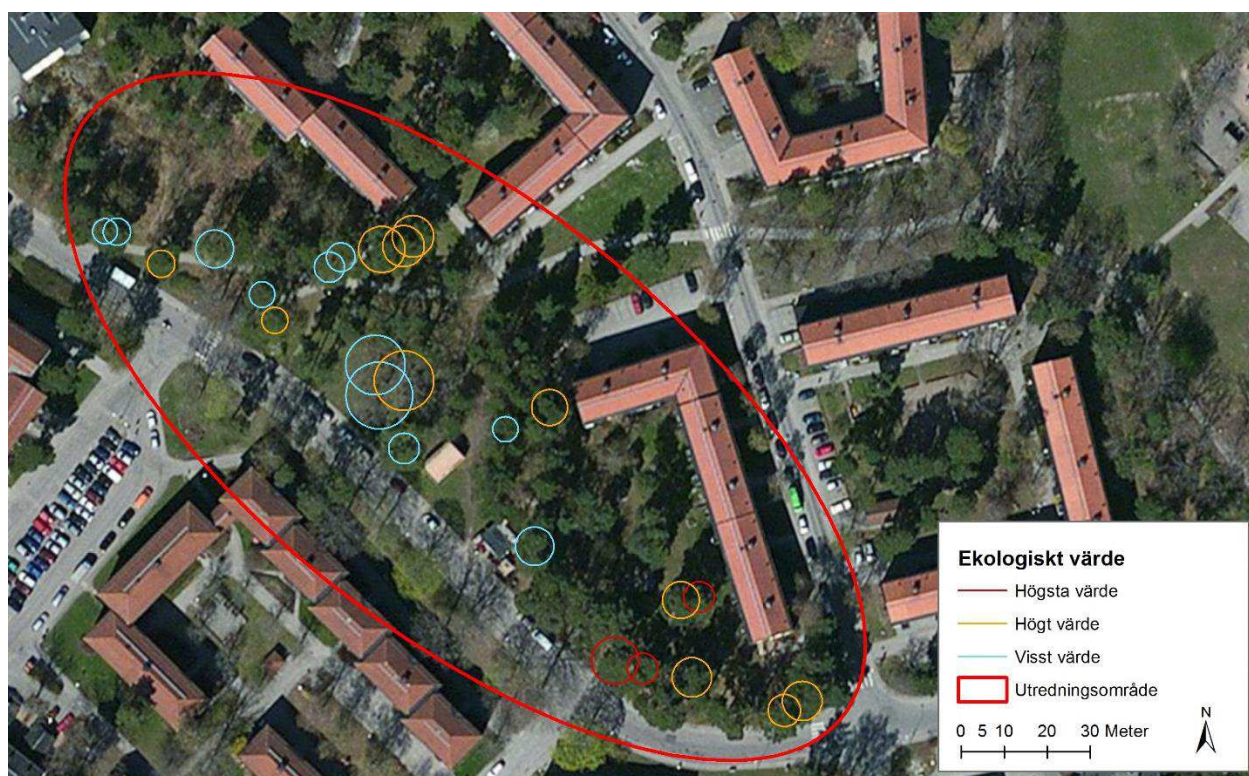 Ekologiskt värde
Högsta värde
Högt värde
Visst värde
Utredningsområde
0 5 10 20 30 Meter
N